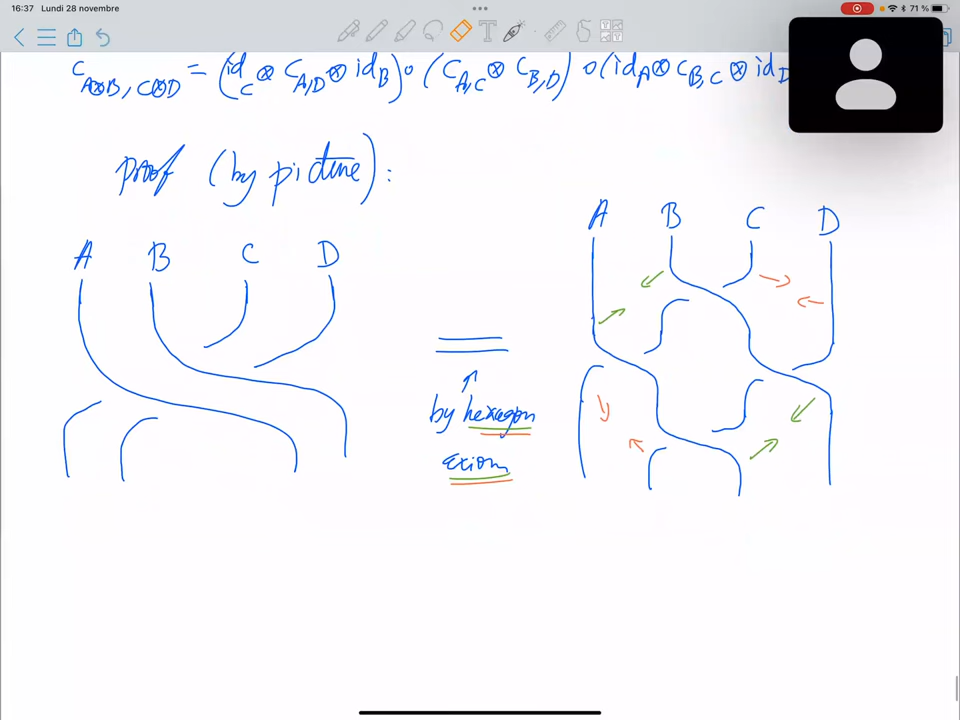 16:37 Lundi 28 novembre 71 %
C_{A⊗B, C⊗D} = (id_C ⊗ C_{A,D} ⊗ id_B) ∘ (C_{A,C} ⊗ C_{B,D}) ∘ (id_A ⊗ C_{B,C} ⊗ id_D
Proof (by picture):
A B C D
A B C D
=
by hexagon
axiom